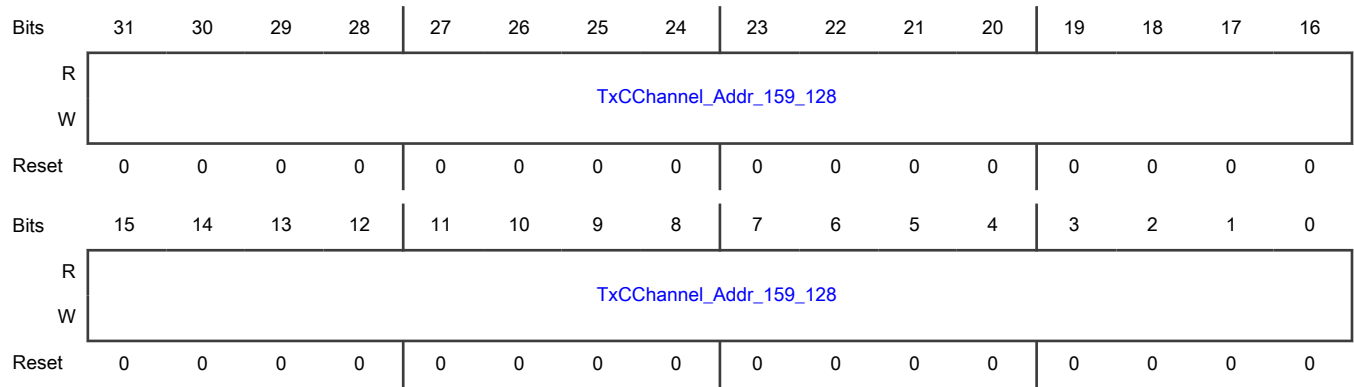 Bits 31 30 29 28 27 26 25 24 23 22 21 20 19 18 17 16
R
TxCChannel_Addr_159_128
W
Reset 0 0 0 0 0 0 0 0 0 0 0 0 0 0 0 0
Bits 15 14 13 12 11 10 9 8 7 6 5 4 3 2 1 0
R
TxCChannel_Addr_159_128
W
Reset 0 0 0 0 0 0 0 0 0 0 0 0 0 0 0 0